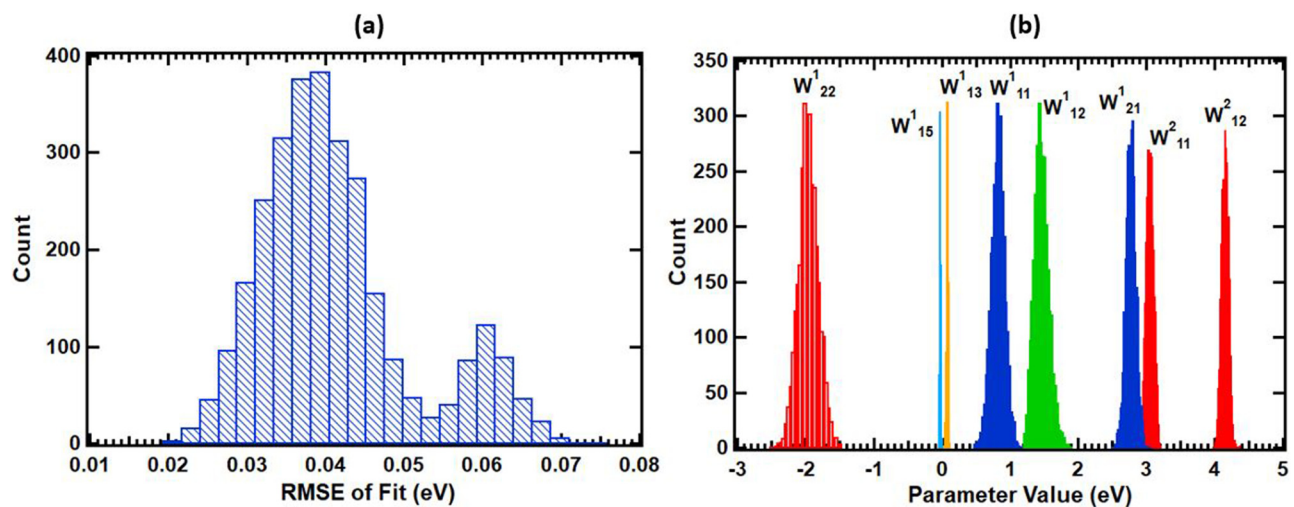 (a)
400
300
200
100
0
Count
0.01 0.02 0.03 0.04 0.05 0.06 0.07 0.08
RMSE of Fit (eV)
(b)
350
300
250
200
150
100
50
0
Count
W¹₂₂
W¹₁₅
W¹₁₃
W¹₁₁
W¹₁₂
W¹₂₁
W²₁₁
W²₁₂
-3 -2 -1 0 1 2 3 4 5
Parameter Value (eV)